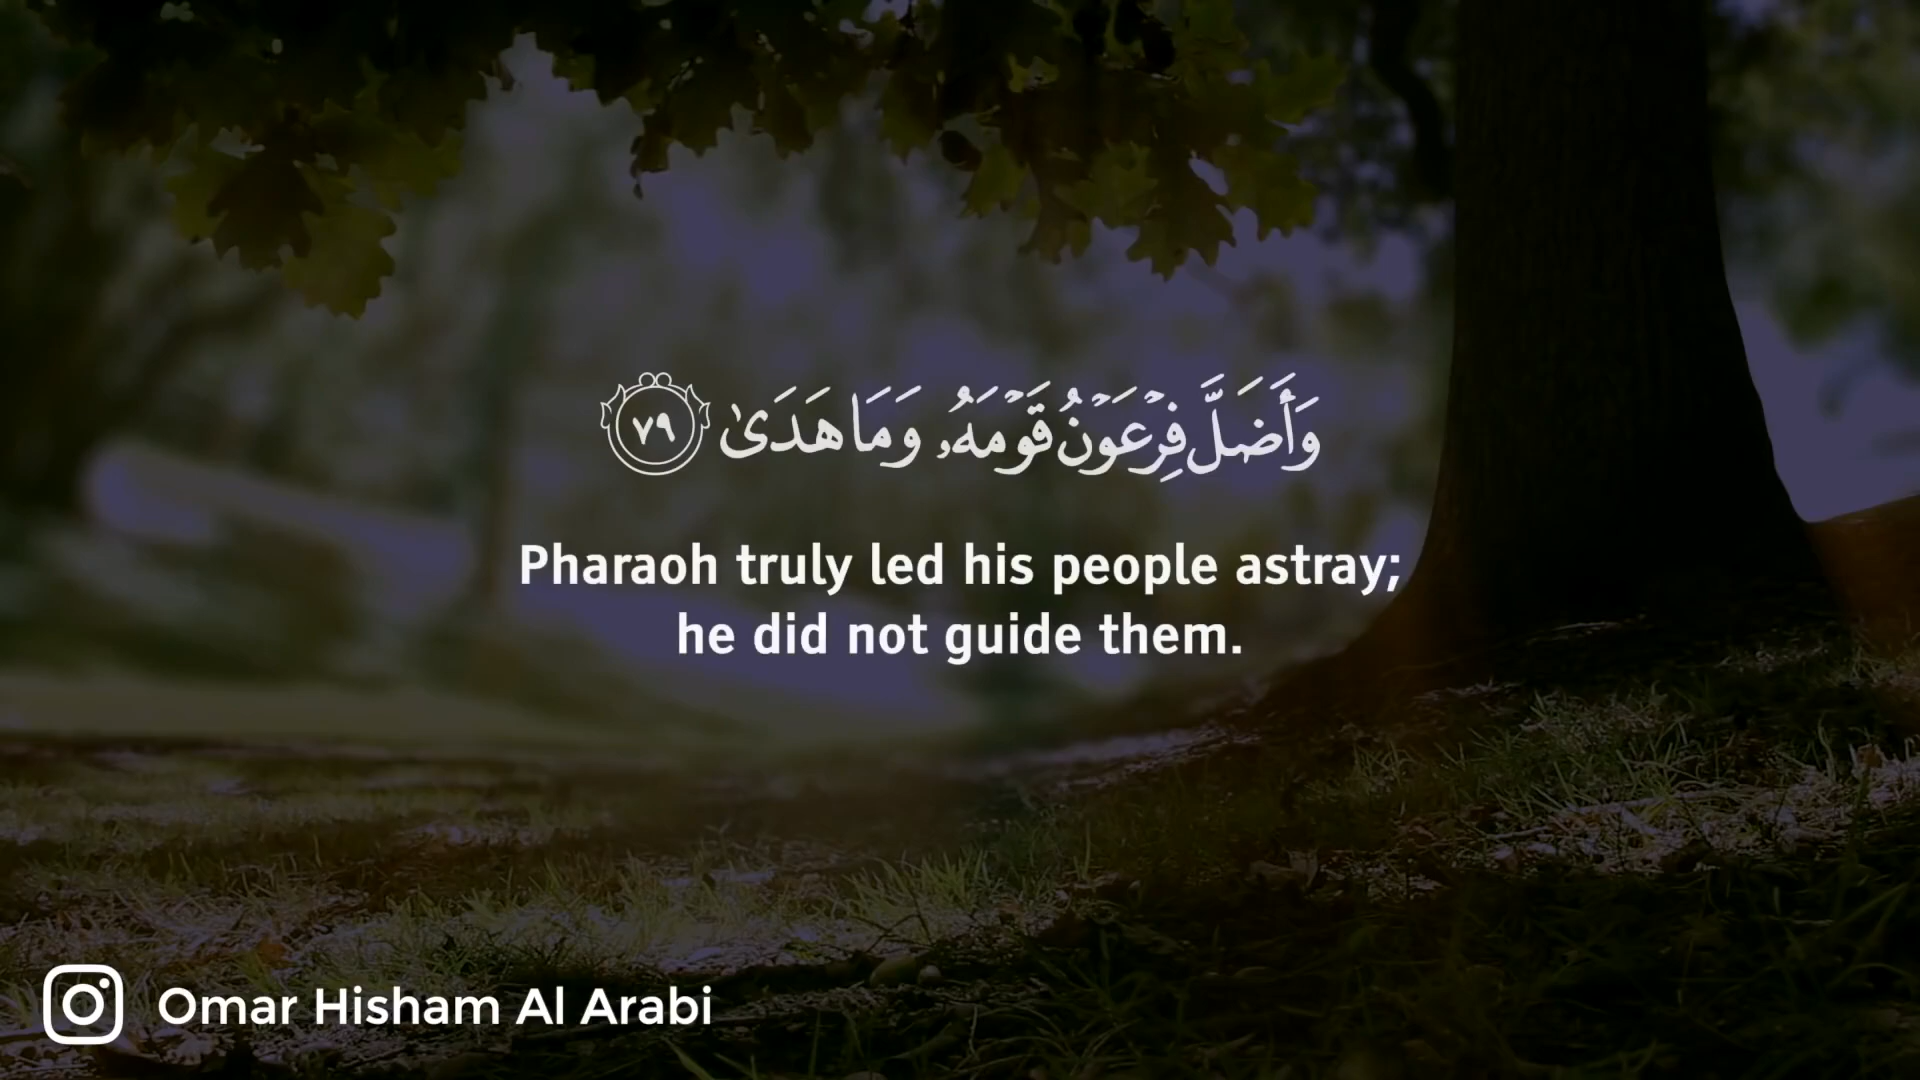 وَأَضَلَّ فِرْعَوْنُ قَوْمَهُۥ وَمَا هَدَىٰ ٧٩
Pharaoh truly led his people astray;
he did not guide them.
Omar Hisham Al Arabi